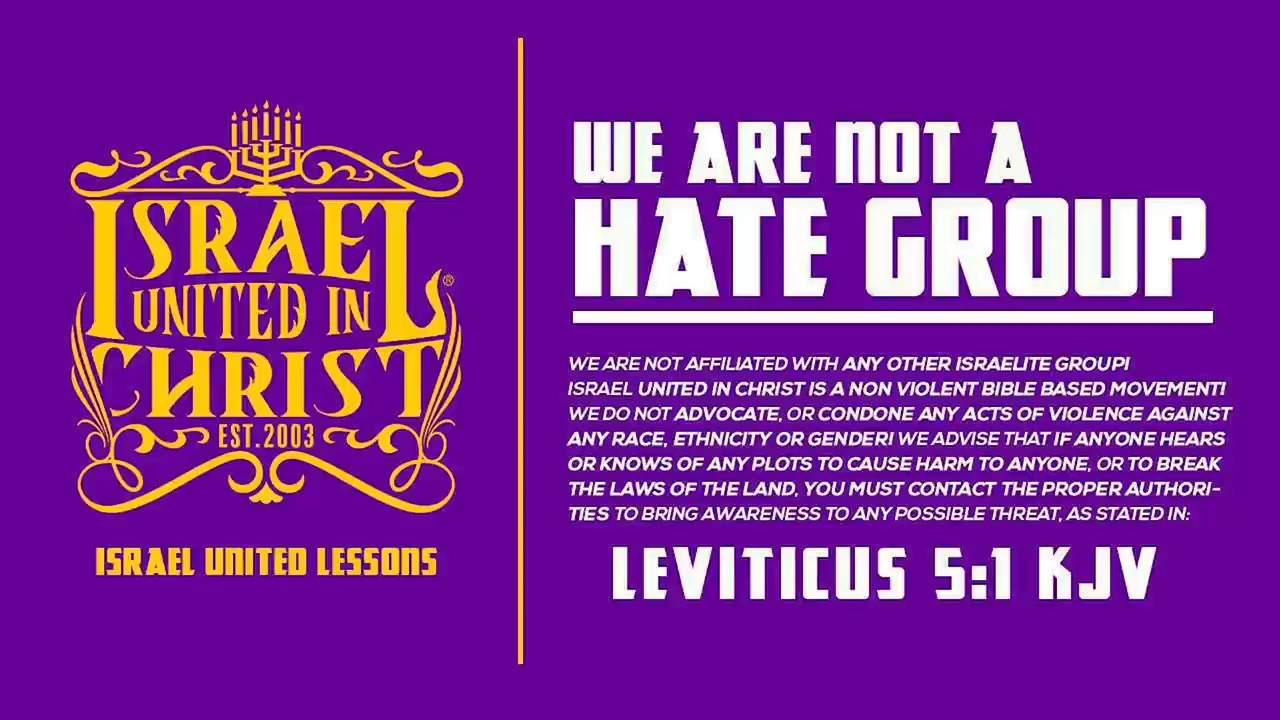 ISRAEL
UNITED IN
CHRIST
®
EST.2003
ISRAEL UNITED LESSONS
WE ARE NOT A
HATE GROUP
WE ARE NOT AFFILIATED WITH ANY OTHER ISRAELITE GROUP!
ISRAEL UNITED IN CHRIST IS A NON VIOLENT BIBLE BASED MOVEMENT!
WE DO NOT ADVOCATE, OR CONDONE ANY ACTS OF VIOLENCE AGAINST
ANY RACE, ETHNICITY OR GENDER! WE ADVISE THAT IF ANYONE HEARS
OR KNOWS OF ANY PLOTS TO CAUSE HARM TO ANYONE, OR TO BREAK
THE LAWS OF THE LAND, YOU MUST CONTACT THE PROPER AUTHORI-
TIES TO BRING AWARENESS TO ANY POSSIBLE THREAT, AS STATED IN:
LEVITICUS 5:1 KJV